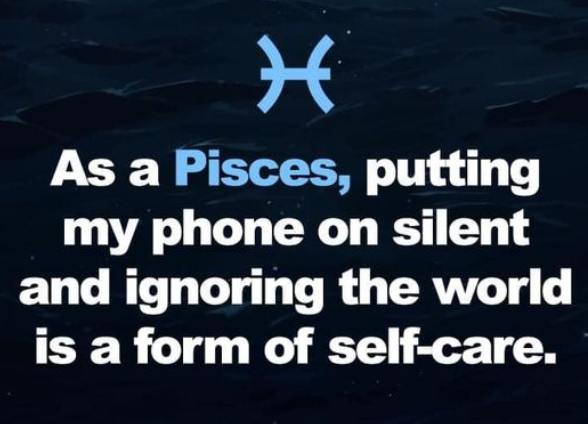 As a Pisces, putting
my phone on silent
and ignoring the world
is a form of self-care.